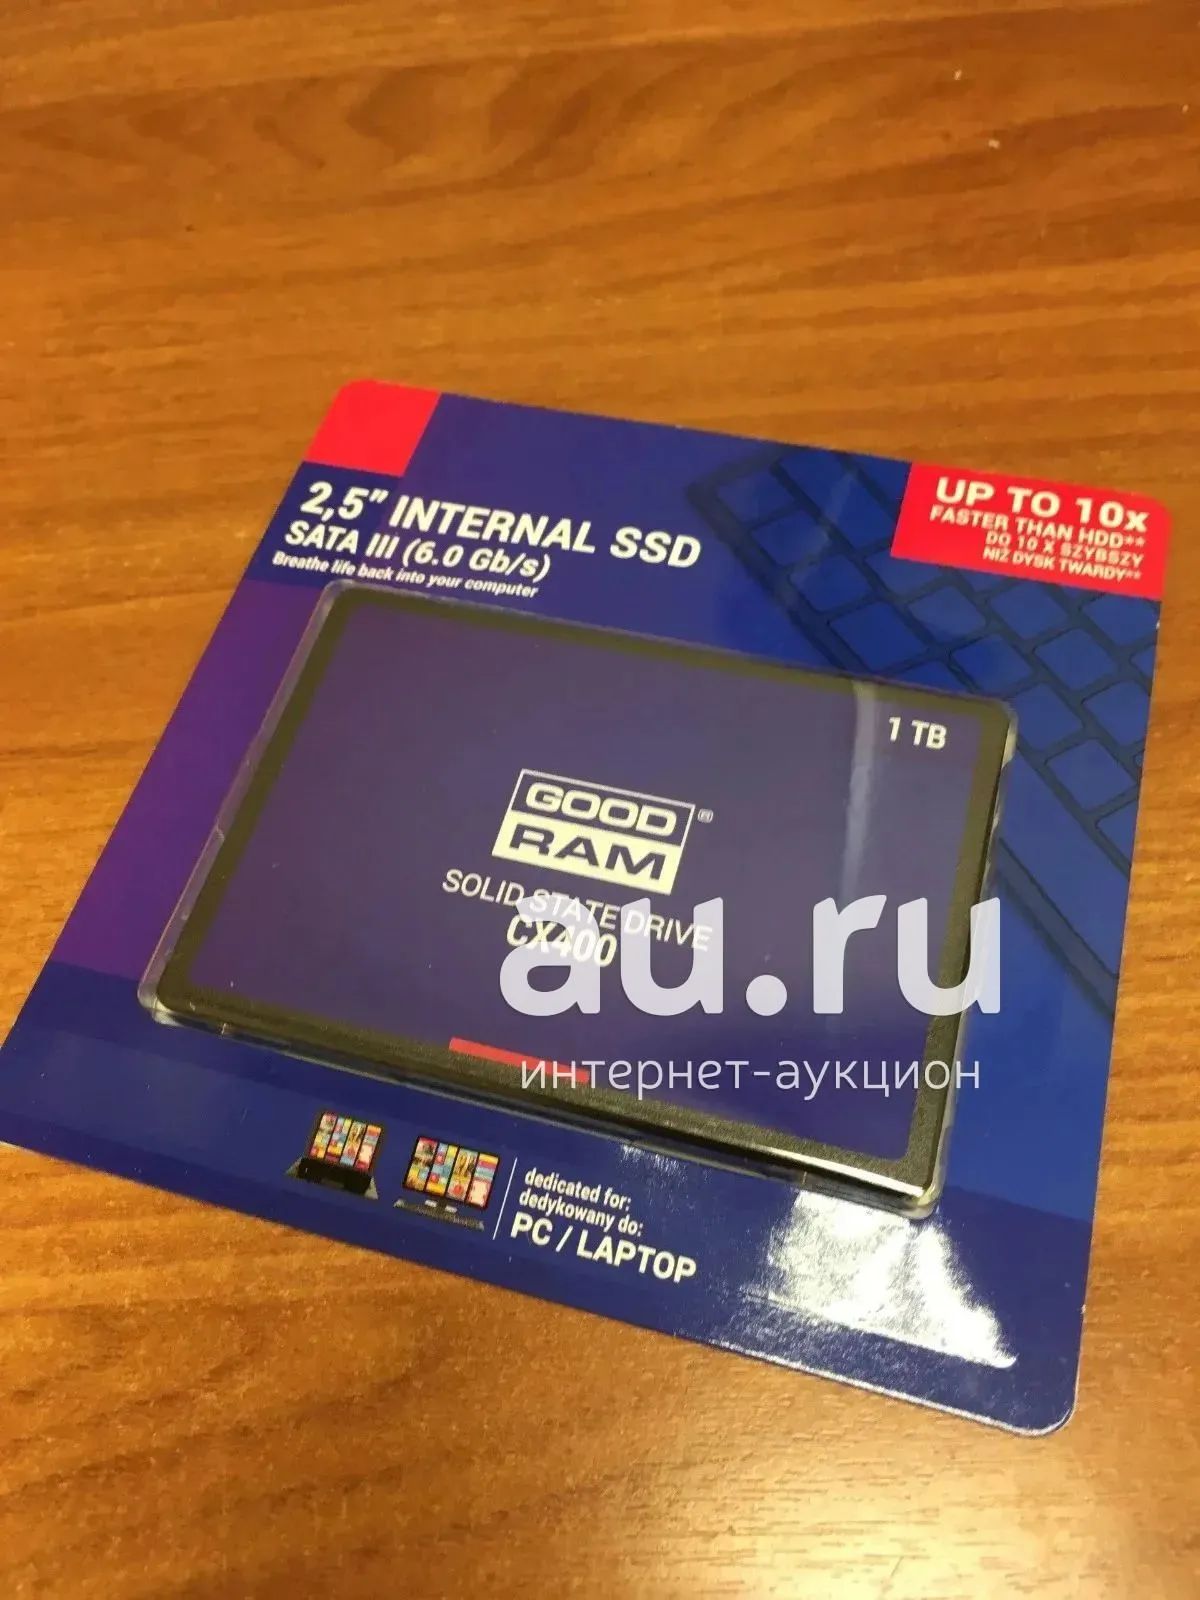 2,5” INTERNAL SSD
SATA III (6.0 Gb/s)
Breathe life back into your computer
UP TO 10x
FASTER THAN HDD**
DO 10 X SZYBSZY
NIŻ DYSK TWARDY**
1 TB
GOOD
RAM
®
SOLID STATE DRIVE
CX400
au.ru
интернет-аукцион
dedicated for:
dedykowany do:
PC / LAPTOP